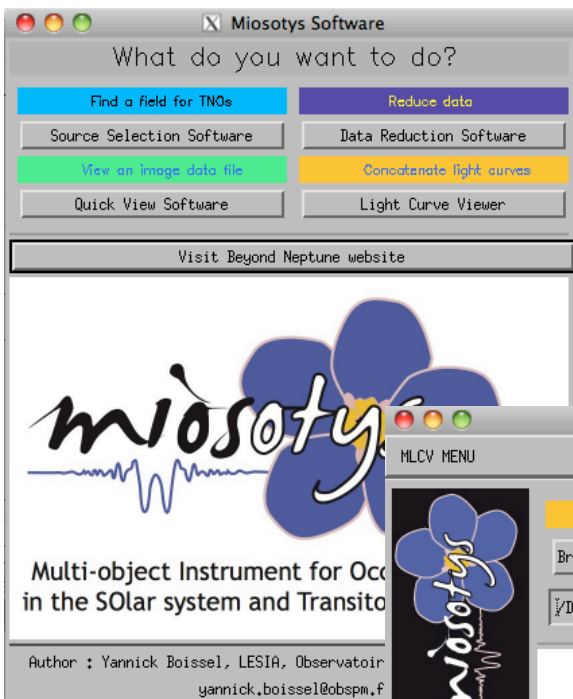 Miosotys Software
What do you want to do?
Find a field for TNOs
Reduce data
Source Selection Software
Data Reduction Software
View an image data file
Concatenate light curves
Quick View Software
Light Curve Viewer
Visit Beyond Neptune website
miosotys
Multi-object Instrument for Occ
in the SOlar system and Transito
Author : Yannick Boissel, LESIA, Observatoir
yannick.boissel@obspm.f
MLCV MENU
miosotys
Br
/D